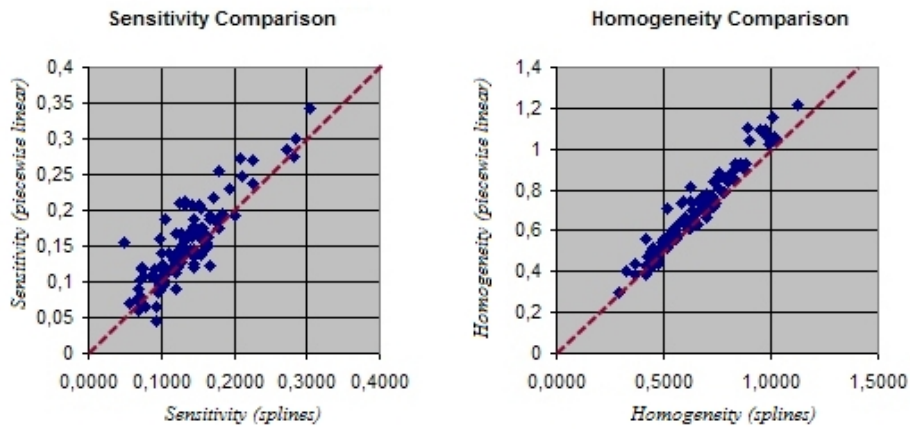 Sensitivity Comparison
Sensitivity (piecewise linear)
0,4
0,35
0,3
0,25
0,2
0,15
0,1
0,05
0
0,0000 0,1000 0,2000 0,3000 0,4000
Sensitivity (splines)
Homogeneity Comparison
Homogeneity (piecewise linear)
1,4
1,2
1
0,8
0,6
0,4
0,2
0
0,0000 0,5000 1,0000 1,5000
Homogeneity (splines)